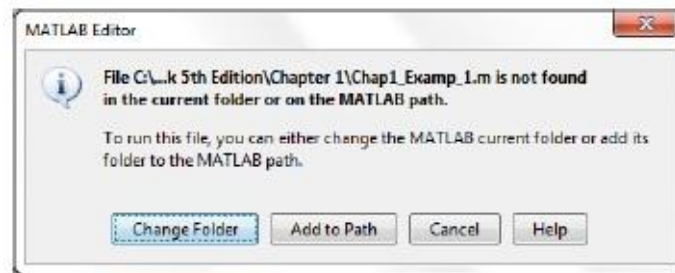 MATLAB Editor
File C:\...k 5th Edition\Chapter 1\Chap1_Examp_1.m is not found
in the current folder or on the MATLAB path.
To run this file, you can either change the MATLAB current folder or add its
folder to the MATLAB path.
Change Folder Add to Path Cancel Help